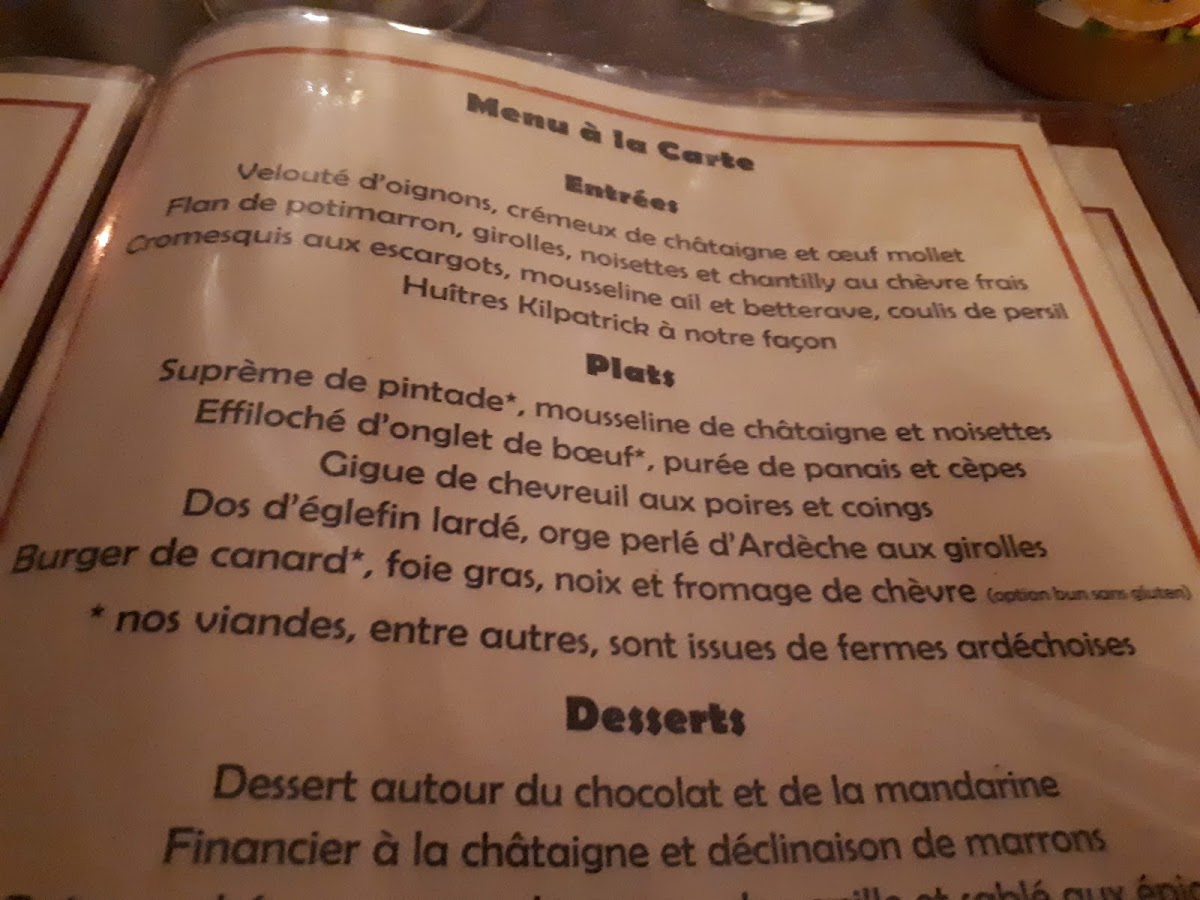 Menu à la Carte
Entrées
Velouté d'oignons, crémeux de châtaigne et œuf mollet
Flan de potimarron, girolles, noisettes et chantilly au chèvre frais
Cromesquis aux escargots, mousseline ail et betterave, coulis de persil
Huîtres Kilpatrick à notre façon
Plats
Suprème de pintade*, mousseline de châtaigne et noisettes
Effiloché d'onglet de bœuf*, purée de panais et cèpes
Gigue de chevreuil aux poires et coings
Dos d'églefin lardé, orge perlé d'Ardèche aux girolles
Burger de canard*, foie gras, noix et fromage de chèvre (option bun sans gluten)
* nos viandes, entre autres, sont issues de fermes ardéchoises
Desserts
Dessert autour du chocolat et de la mandarine
Financier à la châtaigne et déclinaison de marrons
et sablé aux